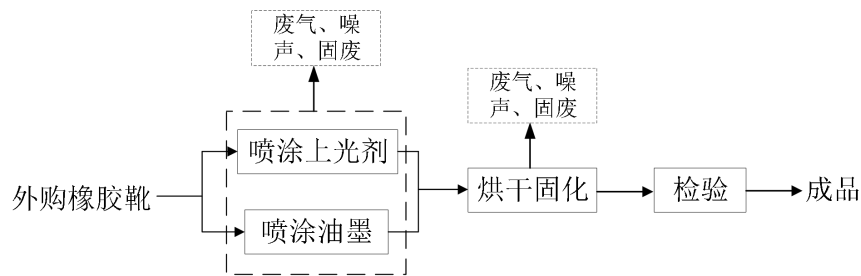 废气、噪
声、固废
废气、噪
声、固废
喷涂上光剂
外购橡胶靴
烘干固化
检验
成品
喷涂油墨